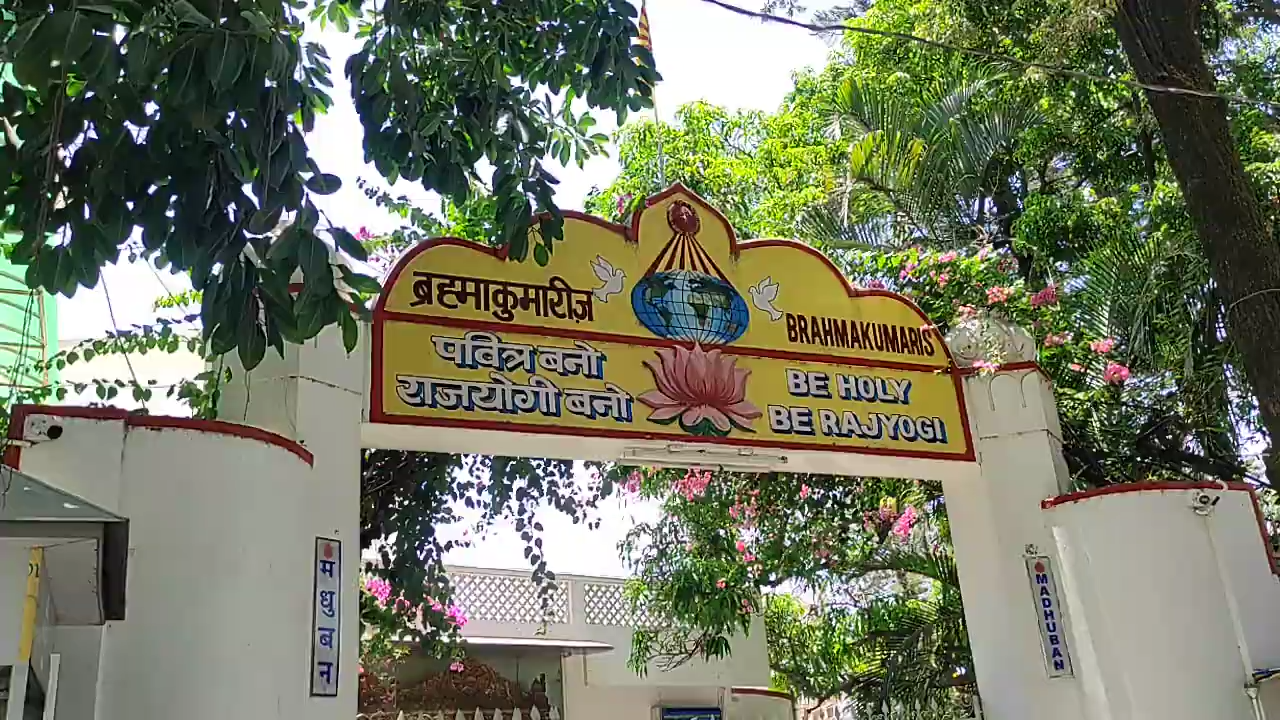 ब्रह्माकुमारीज़
BRAHMAKUMARIS
पवित्र बनो
राजयोगी बनो
BE HOLY
BE RAJYOGI
मधुबन
MADHUBAN